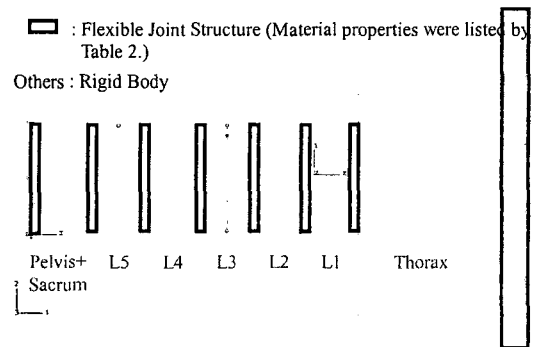 : Flexible Joint Structure (Material properties were listed by
Table 2.)
Others : Rigid Body
Pelvis+ L5 L4 L3 L2 L1 Thorax
Sacrum